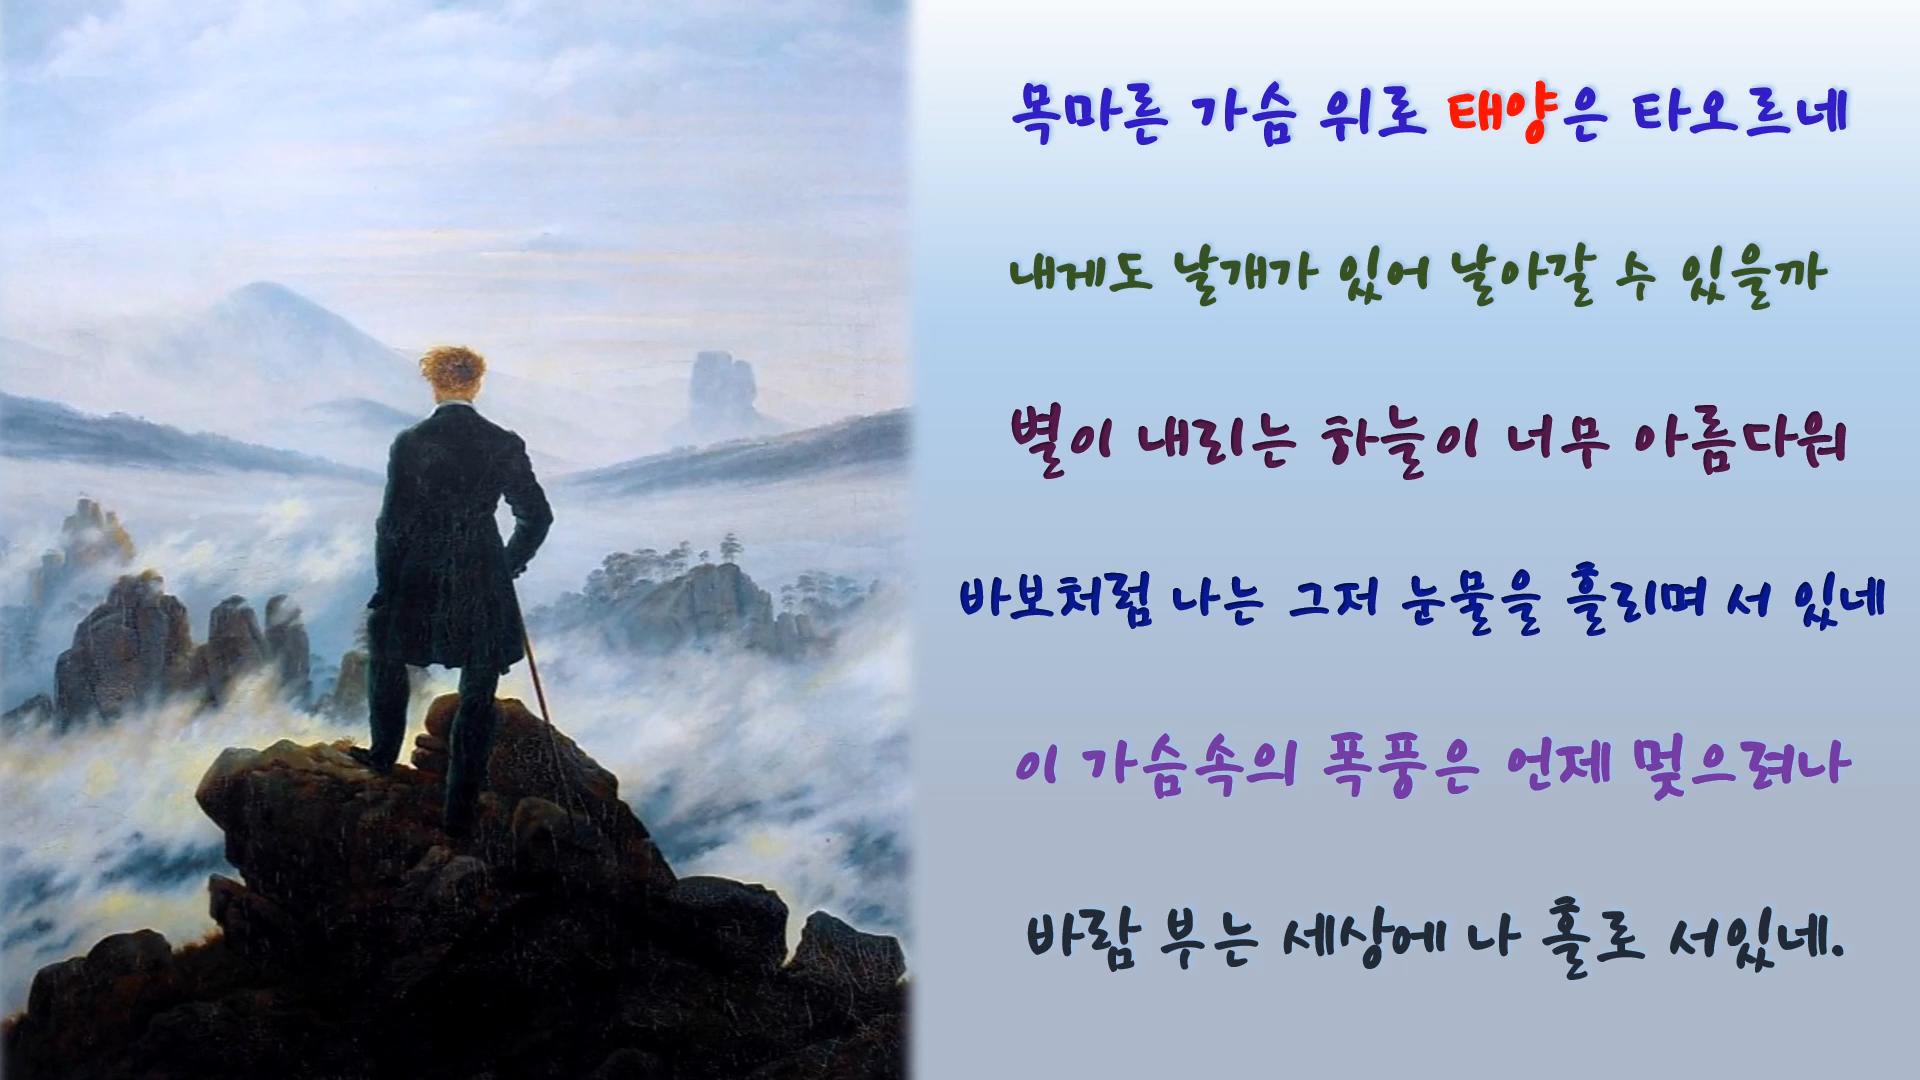 목마른 가슴 위로 태양은 타오르네
내게도 날개가 있어 날아갈 수 있을까
별이 내리는 하늘이 너무 아름다워
바보처럼 나는 그저 눈물을 흘리며 서 있네
이 가슴속의 폭풍은 언제 멎으려나
바람 부는 세상에 나 홀로 서있네.